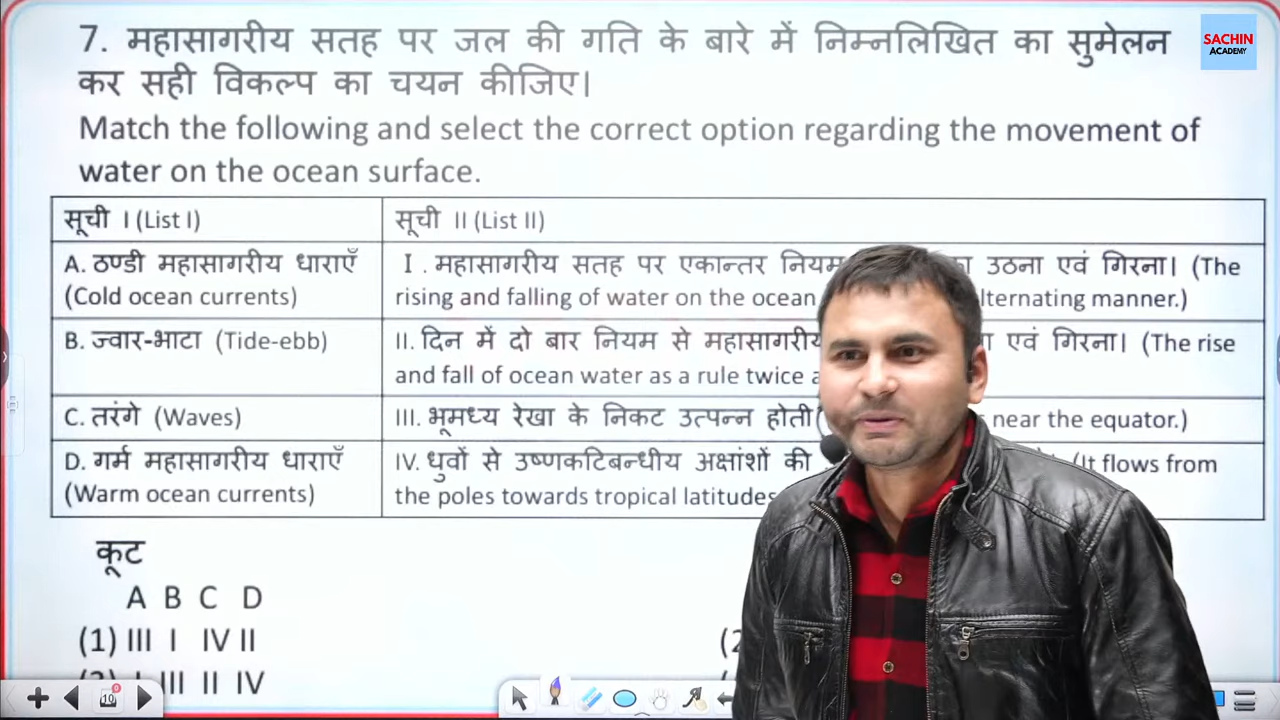 7. महासागरीय सतह पर जल की गति के बारे में निम्नलिखित का सुमेलन
कर सही विकल्प का चयन कीजिए।
Match the following and select the correct option regarding the movement of
water on the ocean surface.
SACHIN
ACADEMY
सूची I (List I)
सूची II (List II)
A. ठण्डी महासागरीय धाराएँ
(Cold ocean currents)
I . महासागरीय सतह पर एकान्तर उठना एवं गिरना। (The
rising and falling of water on the ocean manner.)
B. ज्वार-भाटा (Tide-ebb)
II. दिन में दो बार नियम से एवं गिरना। (The rise
and fall of ocean water as a rule twice
C. तरंगे (Waves)
III. भूमध्य रेखा के निकट उत्पन्न होती near the equator.)
D. गर्म महासागरीय धाराएँ
(Warm ocean currents)
IV. धुवों से उष्णकटिबन्धीय अक्षांशों की (It flows from
the poles towards tropical latitudes
कूट
A B C D
(1) III I IV II
III II IV
10